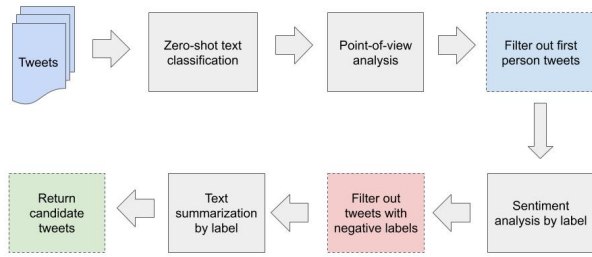 Tweets
Zero-shot text
classification
Point-of-view
analysis
Filter out first
person tweets
Sentiment
analysis by label
Filter out
tweets with
negative labels
Text
summarization
by label
Return
candidate
tweets